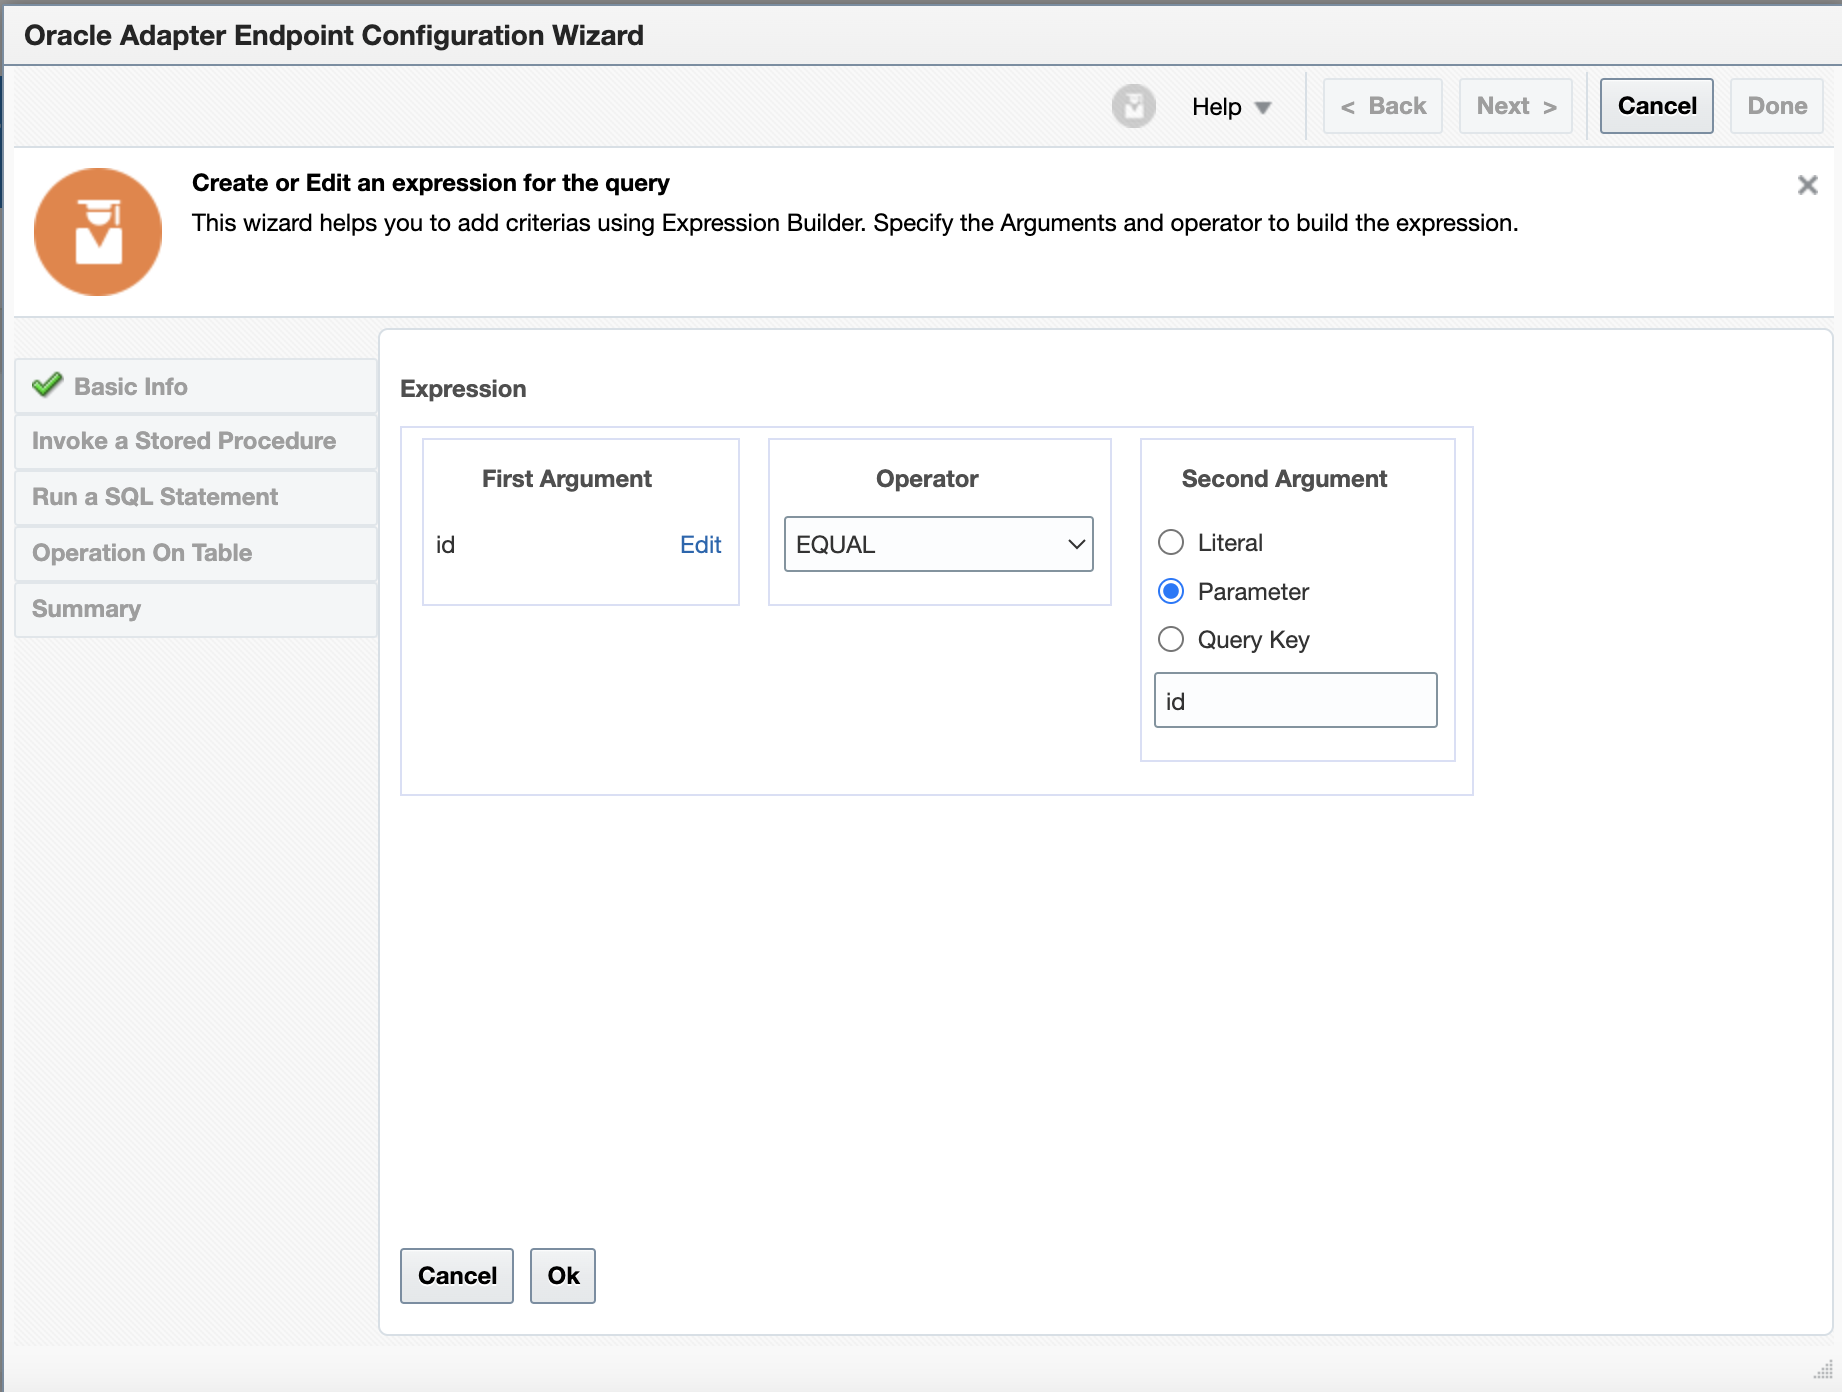 Oracle Adapter Endpoint Configuration Wizard
Help
< Back
Next >
Cancel
Done
Create or Edit an expression for the query
This wizard helps you to add criterias using Expression Builder. Specify the Arguments and operator to build the expression.
Basic Info
Invoke a Stored Procedure
Run a SQL Statement
Operation On Table
Summary
Expression
First Argument
id
Edit
Operator
EQUAL
Second Argument
Literal
Parameter
Query Key
id
Cancel
Ok